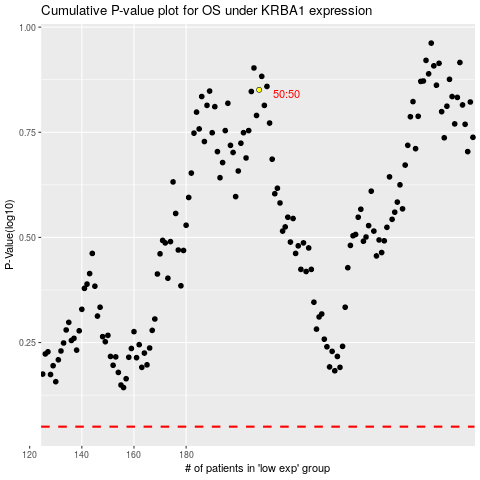 Cumulative P-value plot for OS under KRBA1 expression
1.00
0.75
0.50
0.25
P-Value(log10)
50:50
120 140 160 180
# of patients in 'low exp' group